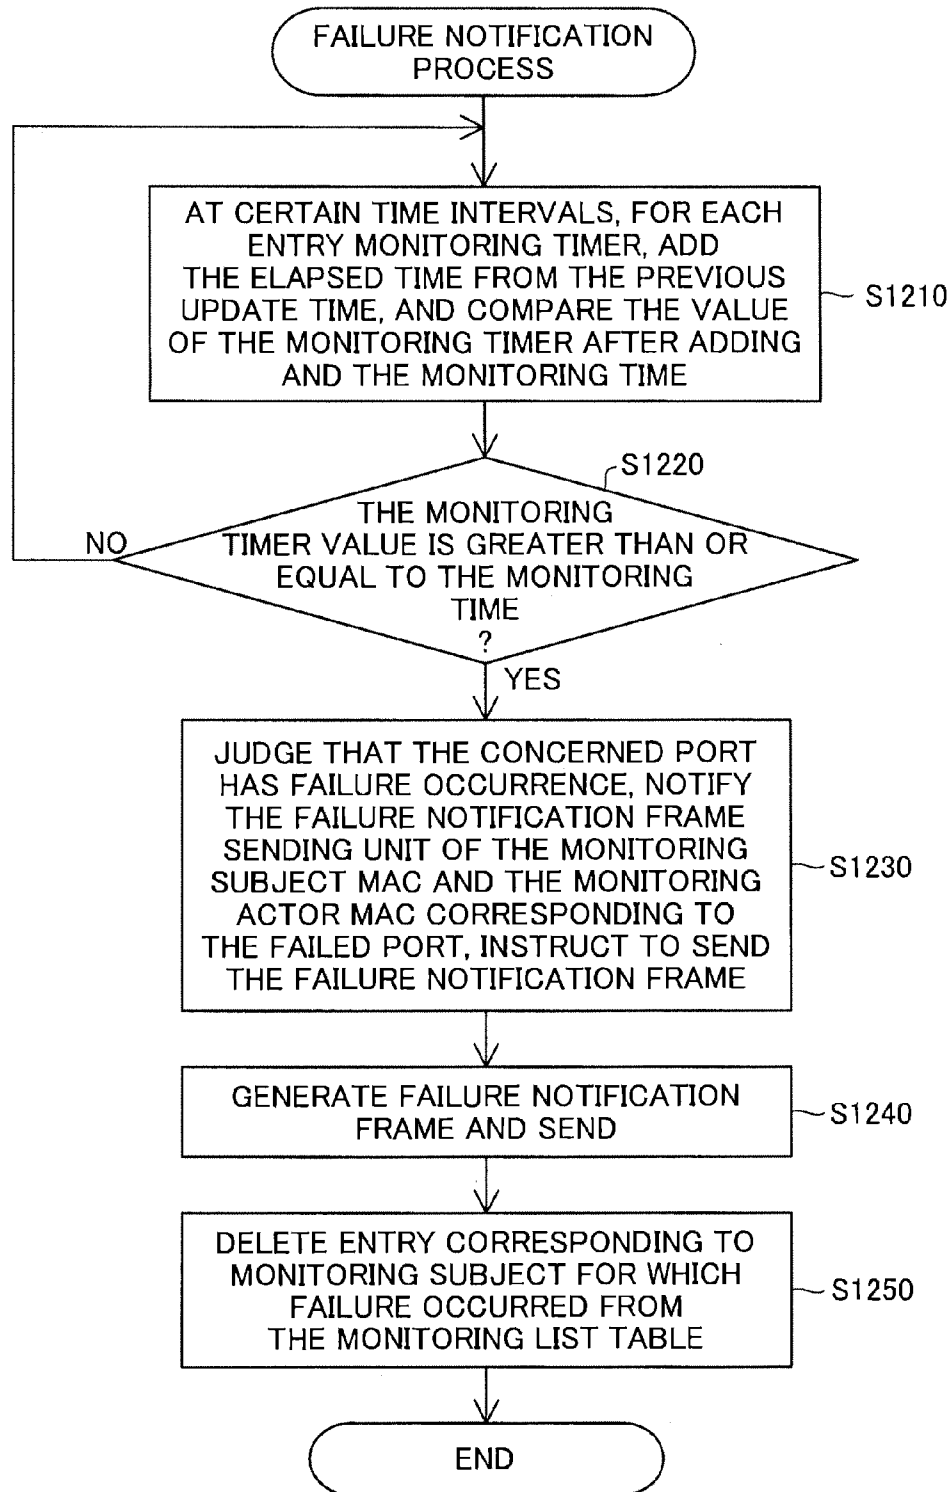 FAILURE NOTIFICATION
PROCESS
AT CERTAIN TIME INTERVALS, FOR EACH
ENTRY MONITORING TIMER, ADD
THE ELAPSED TIME FROM THE PREVIOUS
UPDATE TIME, AND COMPARE THE VALUE
OF THE MONITORING TIMER AFTER ADDING
AND THE MONITORING TIME
S1210
S1220
THE MONITORING
TIMER VALUE IS GREATER THAN OR
EQUAL TO THE MONITORING
TIME
?
NO
YES
JUDGE THAT THE CONCERNED PORT
HAS FAILURE OCCURRENCE, NOTIFY
THE FAILURE NOTIFICATION FRAME
SENDING UNIT OF THE MONITORING
SUBJECT MAC AND THE MONITORING
ACTOR MAC CORRESPONDING TO
THE FAILED PORT, INSTRUCT TO SEND
THE FAILURE NOTIFICATION FRAME
S1230
GENERATE FAILURE NOTIFICATION
FRAME AND SEND
S1240
DELETE ENTRY CORRESPONDING TO
MONITORING SUBJECT FOR WHICH
FAILURE OCCURRED FROM
THE MONITORING LIST TABLE
S1250
END